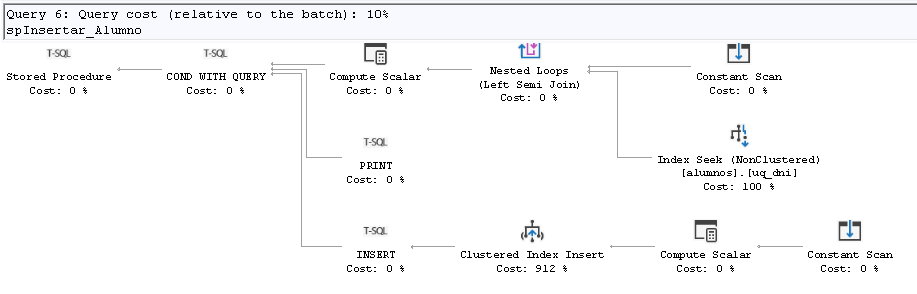 Query 6: Query cost (relative to the batch): 10%
spInsertar_Alumno
T-SQL
Stored Procedure
Cost: 0 %
T-SQL
COND WITH QUERY
Cost: 0 %
Compute Scalar
Cost: 0 %
Nested Loops
(Left Semi Join)
Cost: 0 %
Constant Scan
Cost: 0 %
T-SQL
PRINT
Cost: 0 %
Index Seek (NonClustered)
[alumnos].[uq_dni]
Cost: 100 %
T-SQL
INSERT
Cost: 0 %
Clustered Index Insert
Cost: 912 %
Compute Scalar
Cost: 0 %
Constant Scan
Cost: 0 %